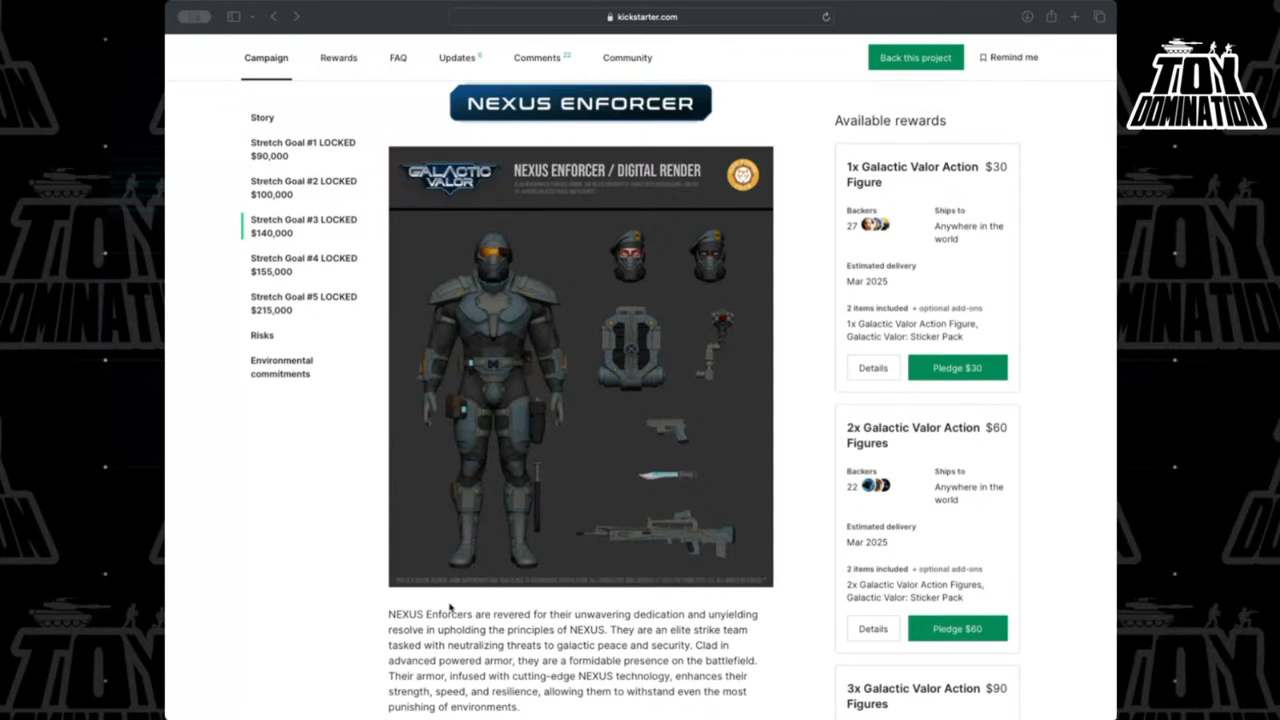 kickstarter.com
Campaign
Rewards
FAQ
Updates 0
Comments 22
Community
Back this project
Remind me
TOY
DOMINATION
NEXUS ENFORCER
Story
Stretch Goal #1 LOCKED
$90,000
Stretch Goal #2 LOCKED
$100,000
Stretch Goal #3 LOCKED
$140,000
Stretch Goal #4 LOCKED
$155,000
Stretch Goal #5 LOCKED
$215,000
Risks
Environmental
commitments
GALACTIC
VALOR
NEXUS ENFORCER / DIGITAL RENDER
NEXUS Enforcers are revered for their unwavering dedication and unyielding
resolve in upholding the principles of NEXUS. They are an elite strike team
tasked with neutralizing threats to galactic peace and security. Clad in
advanced powered armor, they are a formidable presence on the battlefield.
Their armor, infused with cutting-edge NEXUS technology, enhances their
strength, speed, and resilience, allowing them to withstand even the most
punishing of environments.
Available rewards
1x Galactic Valor Action $30
Figure
Backers Ships to
27 Anywhere in the
world
Estimated delivery
Mar 2025
2 items included + optional add-ons
1x Galactic Valor Action Figure,
Galactic Valor: Sticker Pack
Details Pledge $30
2x Galactic Valor Action $60
Figures
Backers Ships to
22 Anywhere in the
world
Estimated delivery
Mar 2025
2 items included + optional add-ons
2x Galactic Valor Action Figures,
Galactic Valor: Sticker Pack
Details Pledge $60
3x Galactic Valor Action $90
Figures